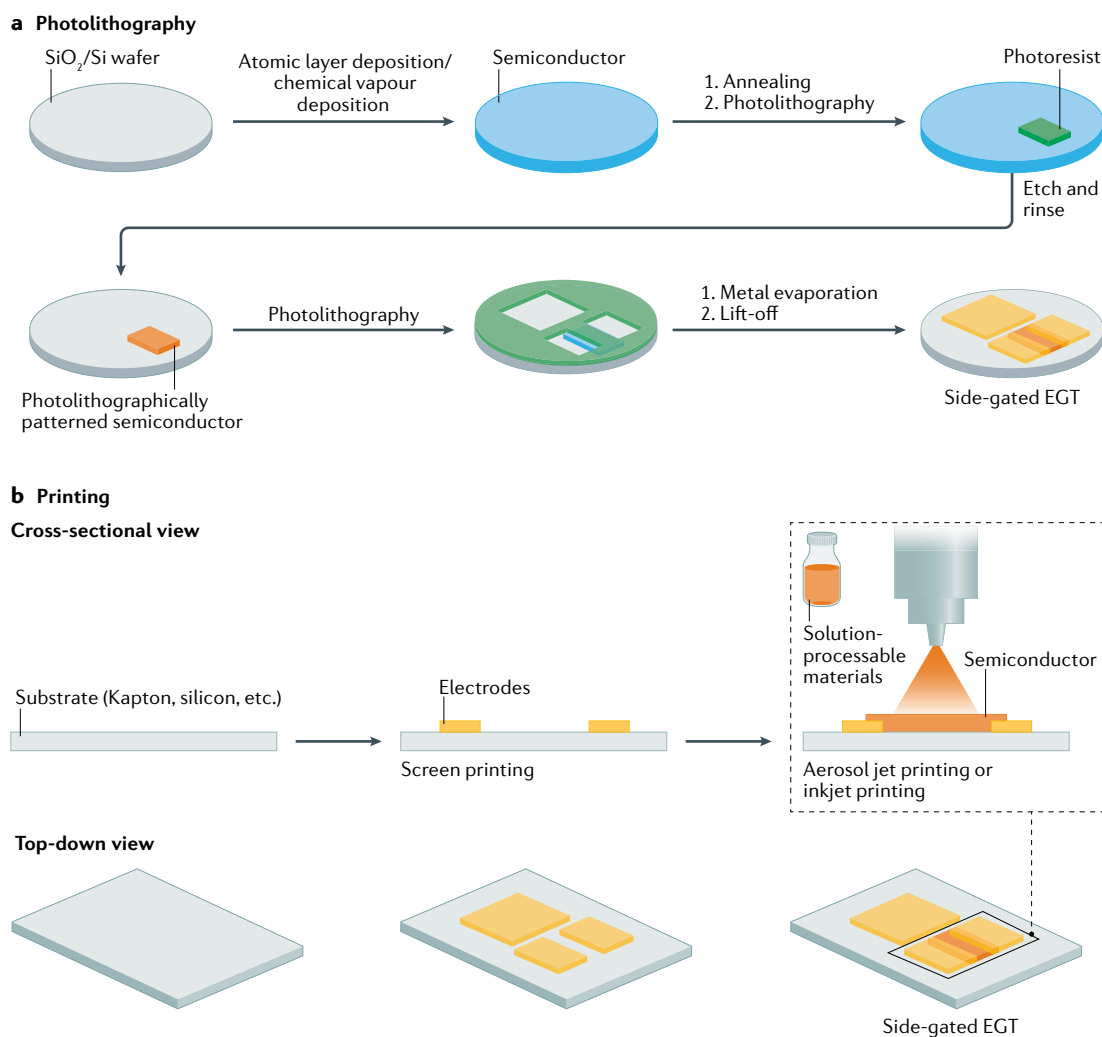 a Photolithography
SiO₂/Si wafer
Atomic layer deposition/
chemical vapour
deposition
Semiconductor
1. Annealing
2. Photolithography
Photoresist
Etch and
rinse
Photolithographically
patterned semiconductor
Photolithography
1. Metal evaporation
2. Lift-off
Side-gated EGT
b Printing
Cross-sectional view
Substrate (Kapton, silicon, etc.)
Electrodes
Screen printing
Solution-
processable
materials
Semiconductor
Aerosol jet printing or
inkjet printing
Top-down view
Side-gated EGT